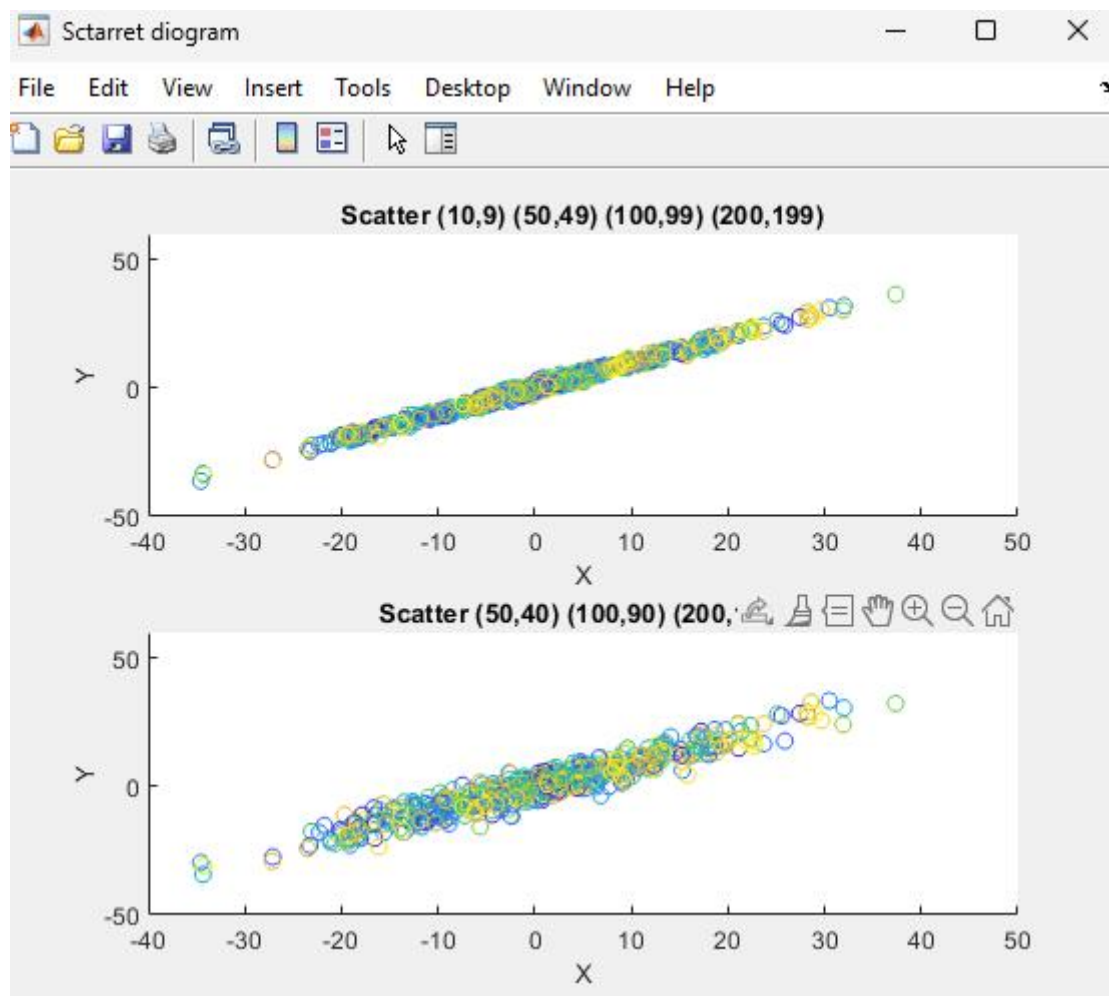 Sctarret diogram
File Edit View Insert Tools Desktop Window Help
Scatter (10,9) (50,49) (100,99) (200,199)
50
0
-50
Y
-40 -30 -20 -10 0 10 20 30 40 50
X
Scatter (50,40) (100,90) (200,
50
0
-50
Y
-40 -30 -20 -10 0 10 20 30 40 50
X